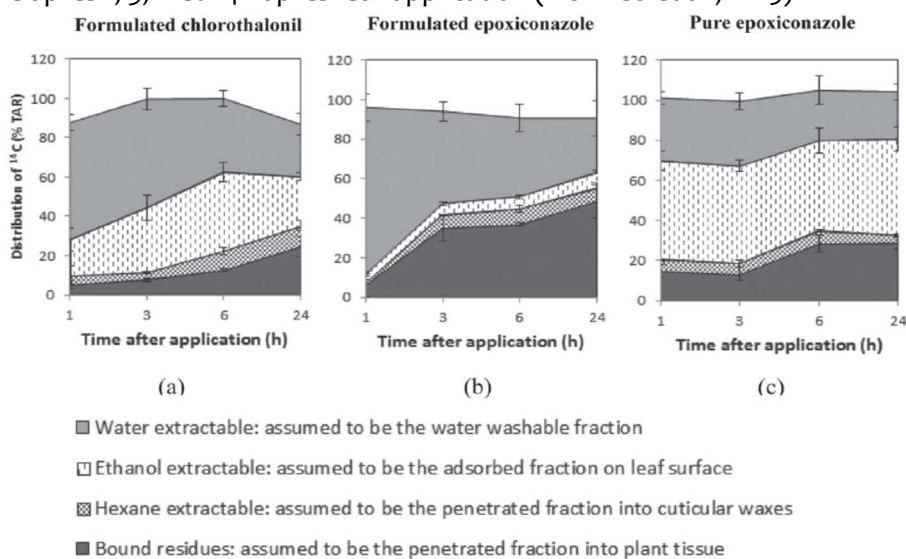 Formulated chlorothalonil Formulated epoxiconazole Pure epoxiconazole
Distribution of ¹⁴C (% TAR)
120 120 120
100 100 100
80 80 80
60 60 60
40 40 40
20 20 20
0 0 0
1 3 6 24 1 3 6 24 1 3 6 24
Time after application (h) Time after application (h) Time after application (h)
(a) (b) (c)
Water extractable: assumed to be the water washable fraction
Ethanol extractable: assumed to be the adsorbed fraction on leaf surface
Hexane extractable: assumed to be the penetrated fraction into cuticular waxes
Bound residues: assumed to be the penetrated fraction into plant tissue